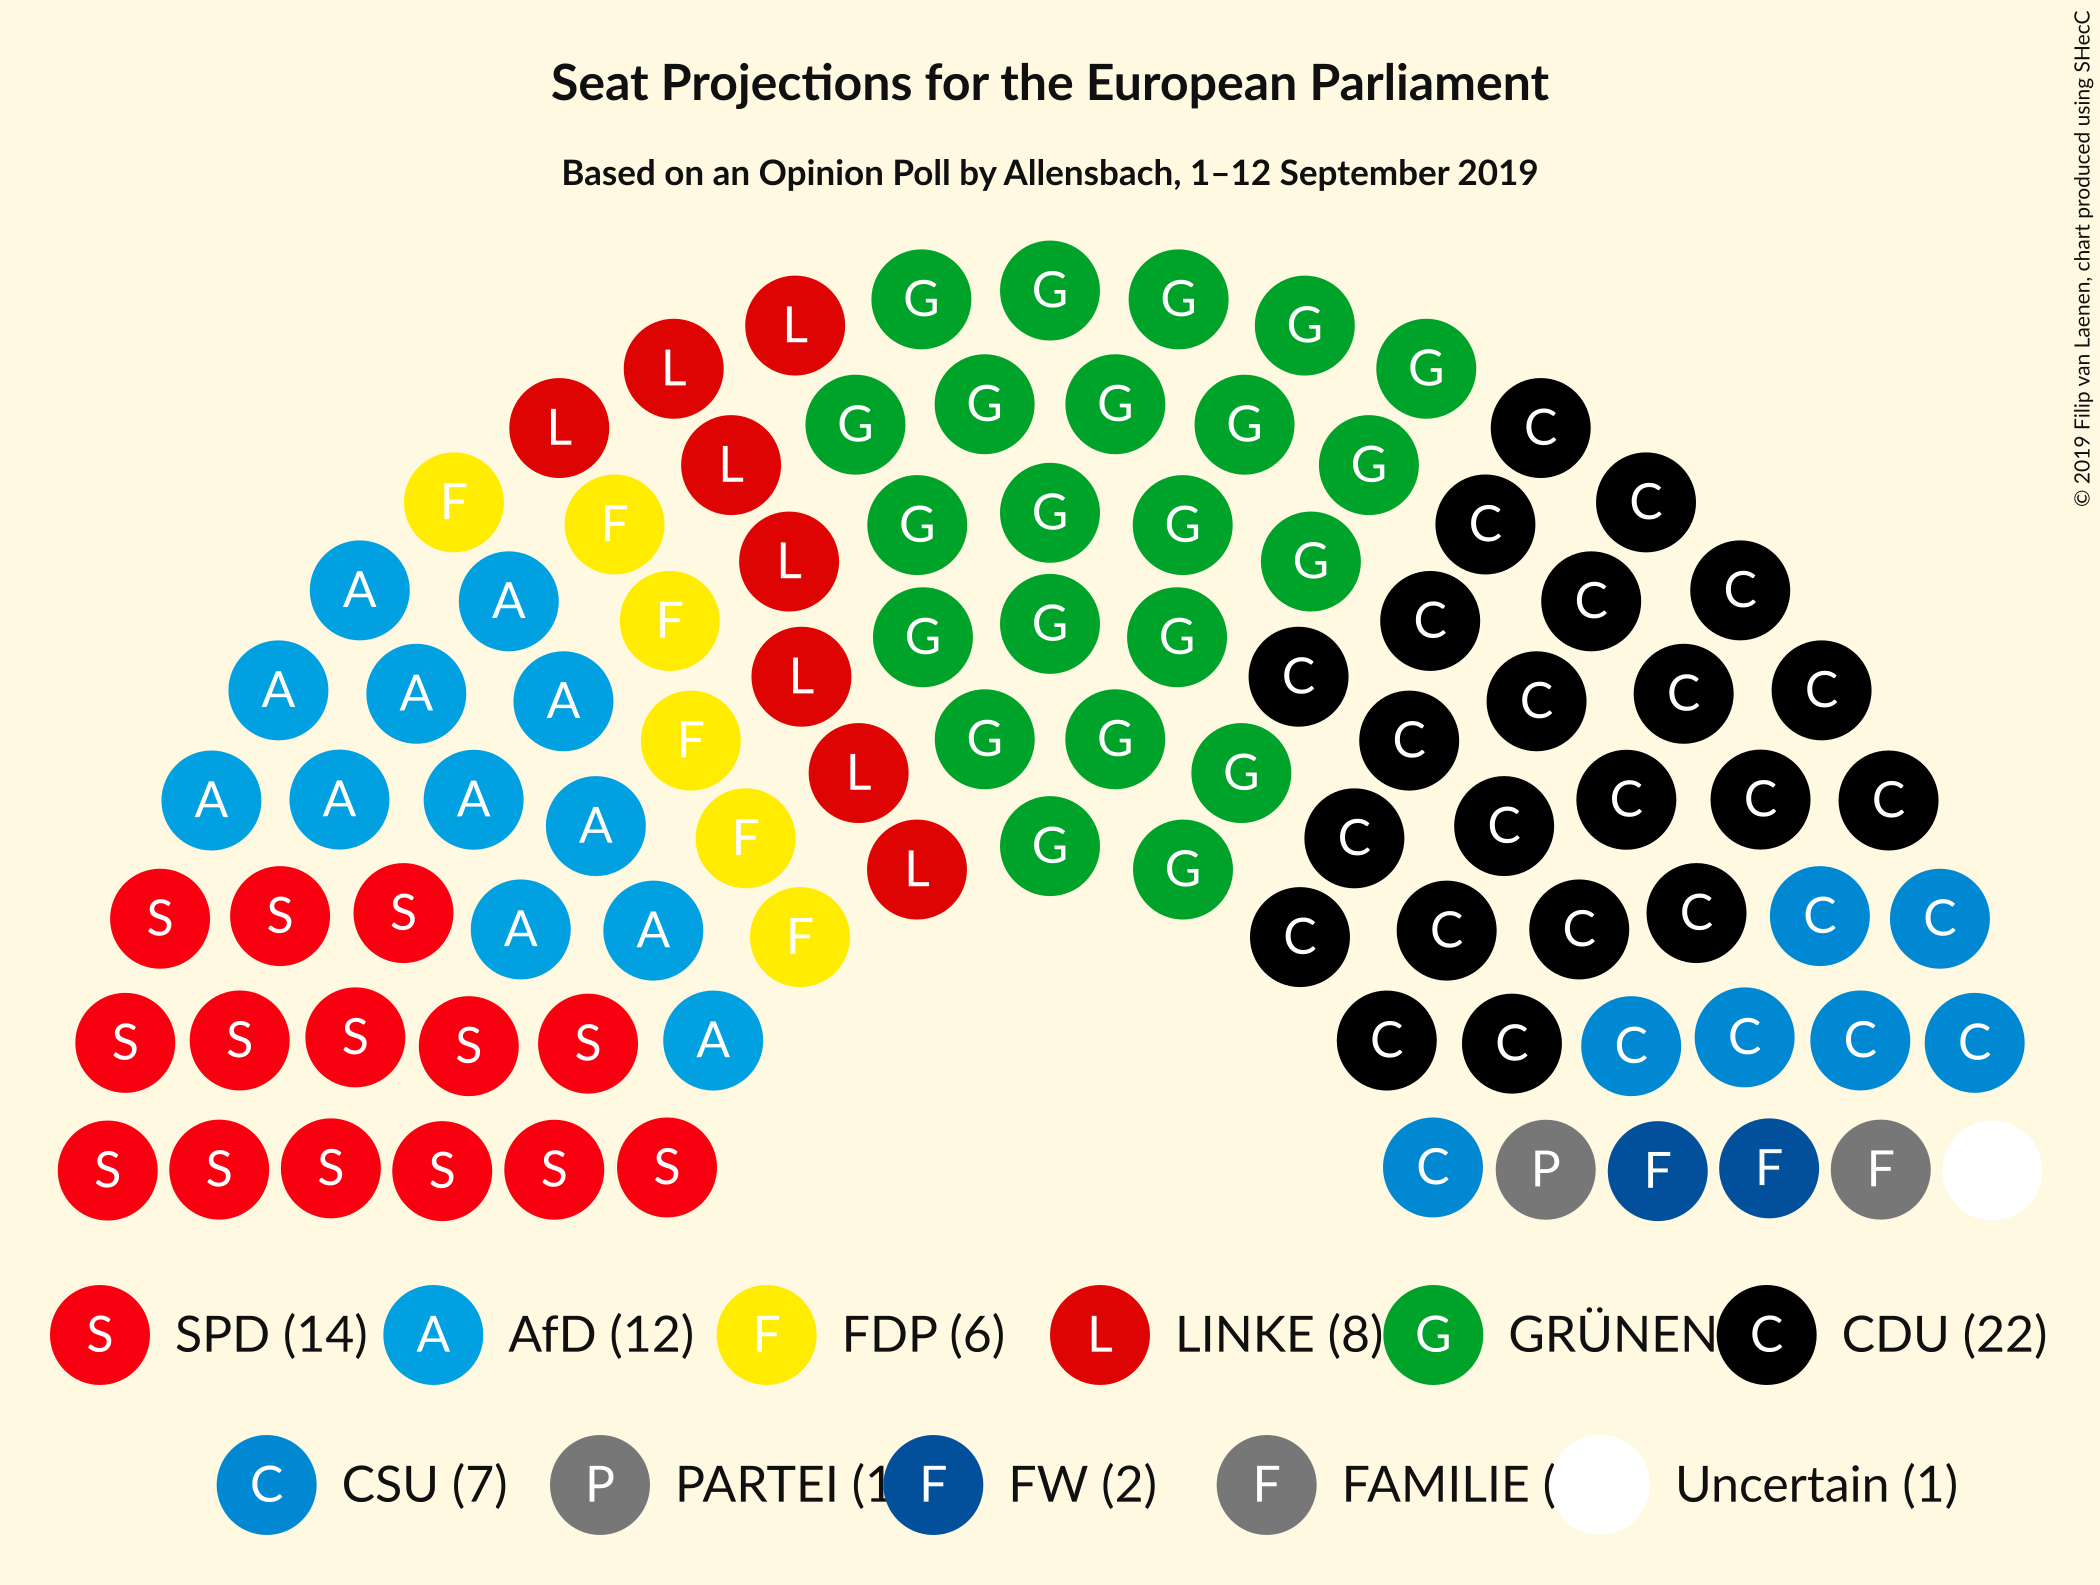 Seat Projections for the European Parliament
Based on an Opinion Poll by Allensbach, 1–12 September 2019
© 2019 Filip van Laenen, chart produced using SHecC
G G G G G
L L L
G G G G G
C C C
F L L F
G G G G
C C C
A A F L
G G G
C C C
A A A F L
G G G
C C C C
A A A A F L
G G
C C C C C
S S S A A F L
C C C C C C
S S S S S A
C C C C C C
S S S S S S
C P F F F
S SPD (14) A AfD (12) F FDP (6) L LINKE (8) G GRÜNEN C CDU (22)
C CSU (7) P PARTEI (1 F FW (2) F FAMILIE ( Uncertain (1)